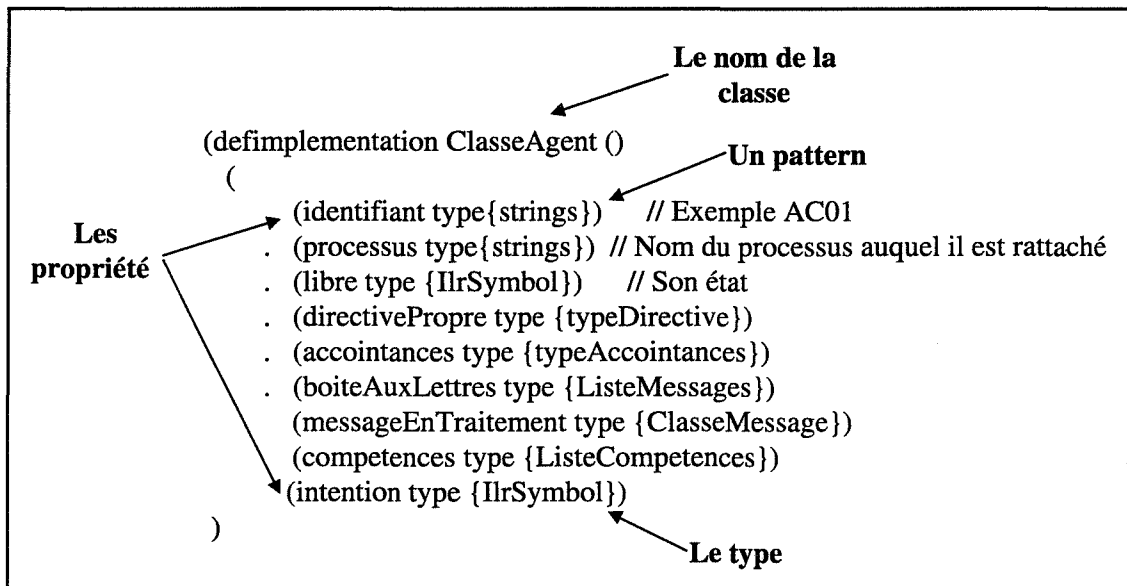 Le nom de la
classe
(defimplementation ClasseAgent ()
Un pattern
(
(identifiant type{strings}) // Exemple AC01
Les
propriété
. (processus type{strings}) // Nom du processus auquel il est rattaché
. (libre type {IlrSymbol}) // Son état
. (directivePropre type {typeDirective})
. (accointances type {typeAccointances})
. (boiteAuxLettres type {ListeMessages})
(messageEnTraitement type {ClasseMessage})
(competences type {ListeCompetences})
(intention type {IlrSymbol})
)
Le type